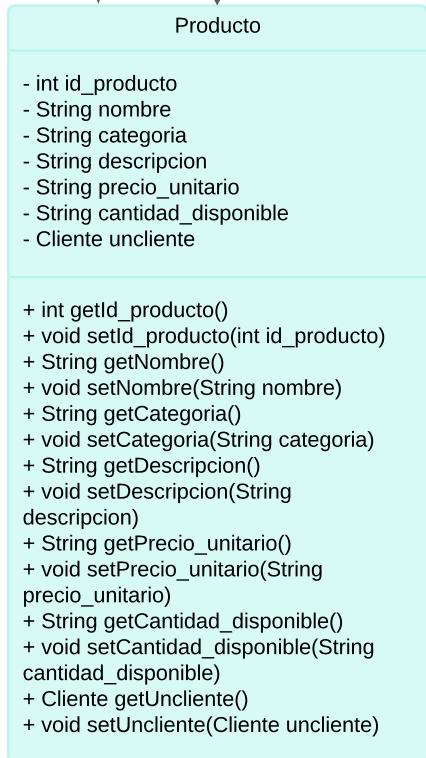 Producto
- int id_producto
- String nombre
- String categoria
- String descripcion
- String precio_unitario
- String cantidad_disponible
- Cliente uncliente
+ int getId_producto()
+ void setId_producto(int id_producto)
+ String getNombre()
+ void setNombre(String nombre)
+ String getCategoria()
+ void setCategoria(String categoria)
+ String getDescripcion()
+ void setDescripcion(String
descripcion)
+ String getPrecio_unitario()
+ void setPrecio_unitario(String
precio_unitario)
+ String getCantidad_disponible()
+ void setCantidad_disponible(String
cantidad_disponible)
+ Cliente getUncliente()
+ void setUncliente(Cliente uncliente)